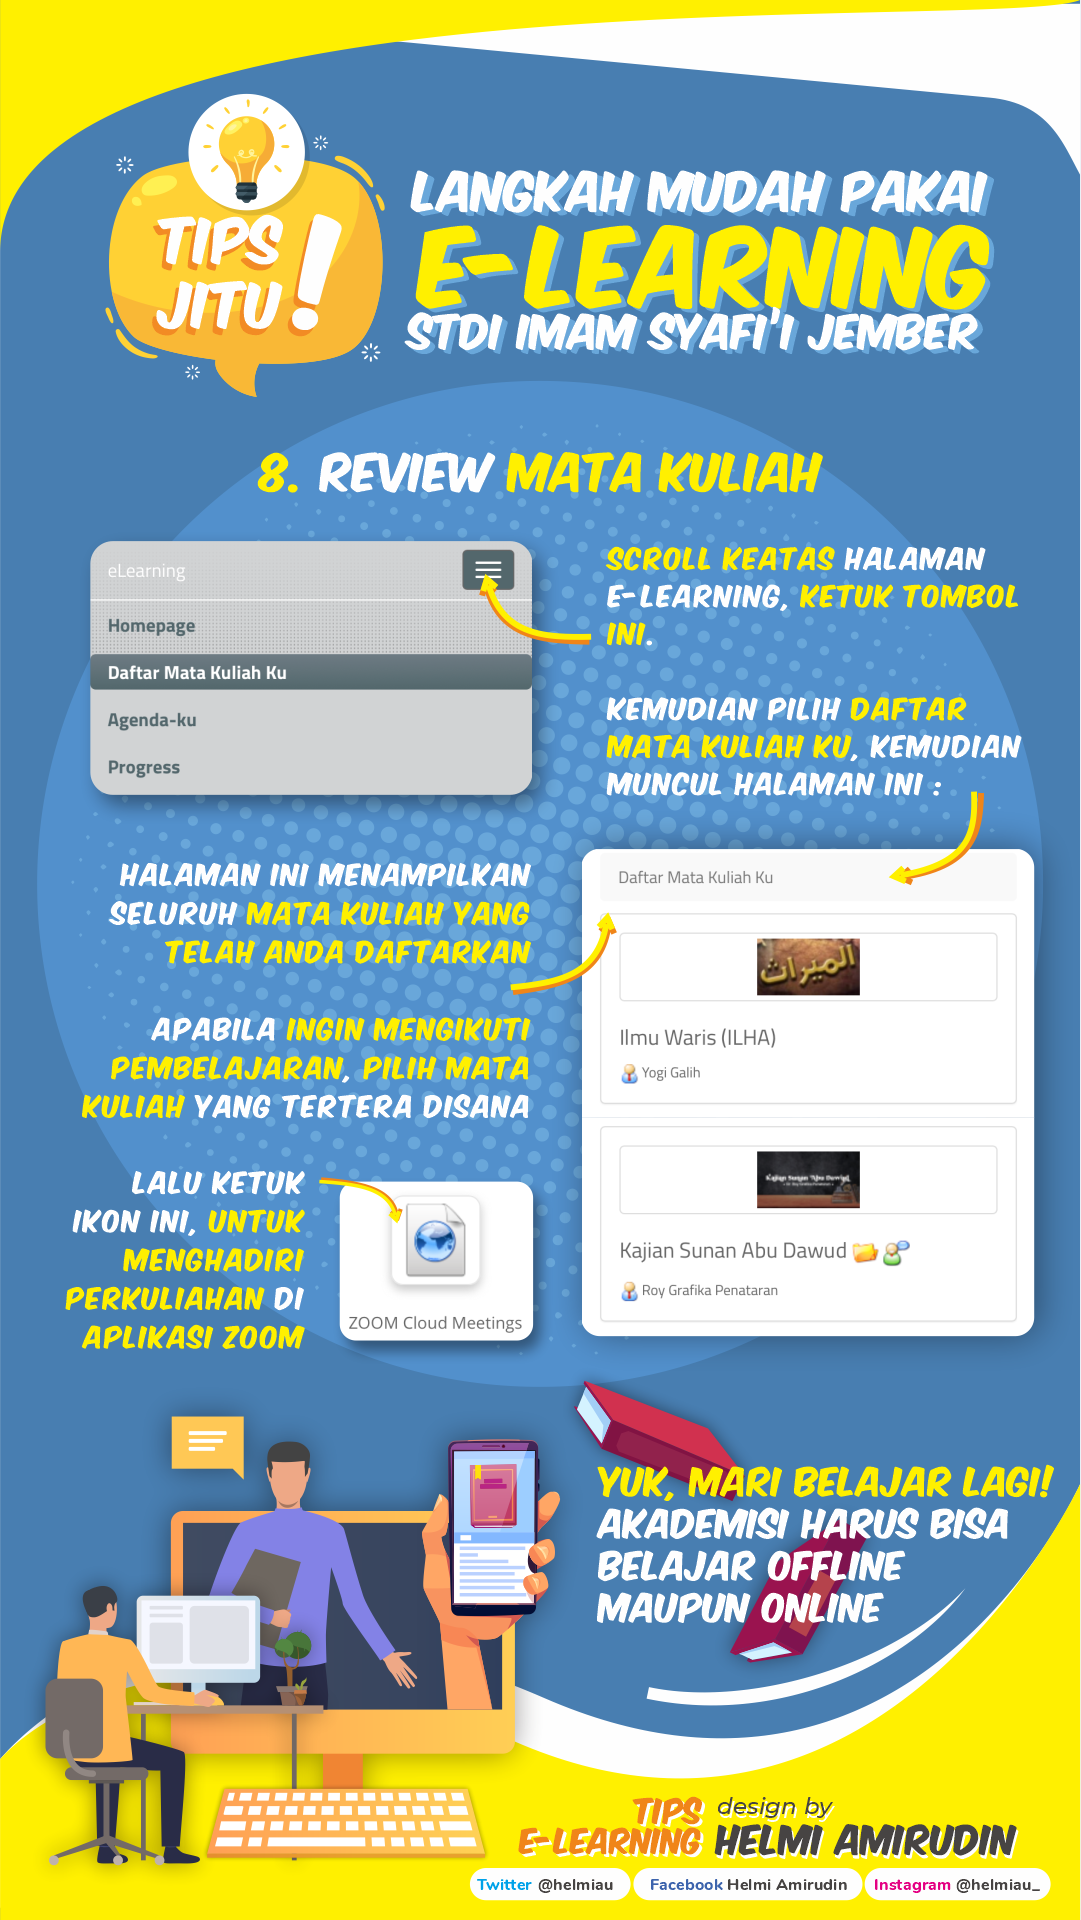 TIPS
JITU!
LANGKAH MUDAH PAKAI
E-LEARNING
STDI IMAM SYAFI'I JEMBER
8. REVIEW MATA KULIAH
eLearning
Homepage
Daftar Mata Kuliah Ku
Agenda-ku
Progress
SCROLL KEATAS HALAMAN
E-LEARNING, KETUK TOMBOL
INI.
KEMUDIAN PILIH DAFTAR
MATA KULIAH KU, KEMUDIAN
MUNCUL HALAMAN INI :
HALAMAN INI MENAMPILKAN
SELURUH MATA KULIAH YANG
TELAH ANDA DAFTARKAN
APABILA INGIN MENGIKUTI
PEMBELAJARAN, PILIH MATA
KULIAH YANG TERTERA DISANA
Daftar Mata Kuliah Ku
الميراث
Ilmu Waris (ILHA)
Yogi Galih
Kajian Sunan Abu Dawud
Kajian Sunan Abu Dawud
Roy Grafika Penataran
LALU KETUK
IKON INI, UNTUK
MENGHADIRI
PERKULIAHAN DI
APLIKASI ZOOM
ZOOM Cloud Meetings
YUK, MARI BELAJAR LAGI!
AKADEMISI HARUS BISA
BELAJAR OFFLINE
MAUPUN ONLINE
TIPS
E-LEARNING
design by
HELMI AMIRUDIN
Twitter @helmiau
Facebook Helmi Amirudin
Instagram @helmiau_